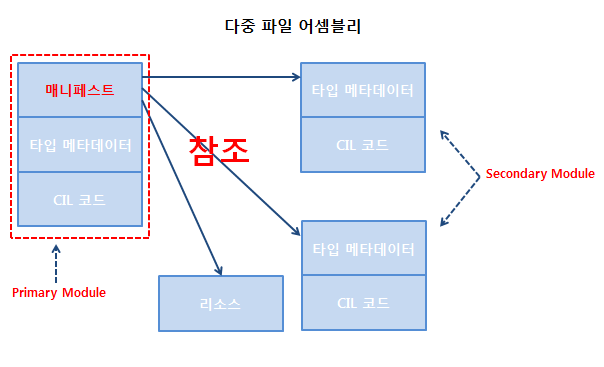 다중 파일 어셈블리
매니페스트
타입 메타데이터
CIL 코드
Primary Module
참조
리소스
타입 메타데이터
CIL 코드
타입 메타데이터
CIL 코드
Secondary Module